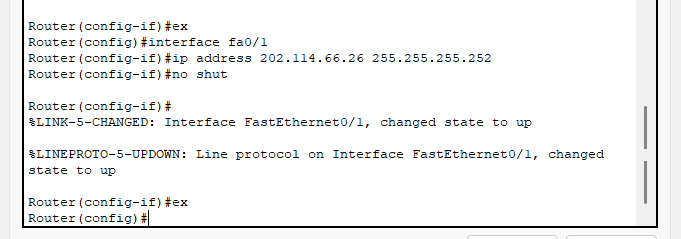 Router(config-if)#ex
Router(config)#interface fa0/1
Router(config-if)#ip address 202.114.66.26 255.255.255.252
Router(config-if)#no shut
Router(config-if)#
%LINK-5-CHANGED: Interface FastEthernet0/1, changed state to up
%LINEPROTO-5-UPDOWN: Line protocol on Interface FastEthernet0/1, changed
state to up
Router(config-if)#ex
Router(config)#